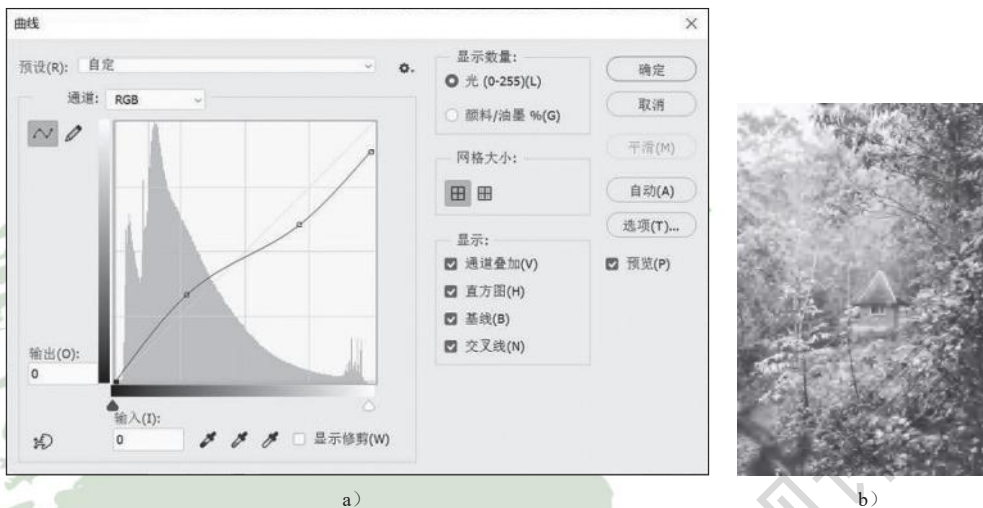 曲线
预设(R): 自定
通道: RGB
输出(O):
0
输入(I):
0
显示修剪(W)
显示数量:
光 (0-255)(L)
颜料/油墨 %(G)
网格大小:
显示:
通道叠加(V)
直方图(H)
基线(B)
交叉线(N)
确定
取消
平滑(M)
自动(A)
选项(T)...
预览(P)
a)
b)